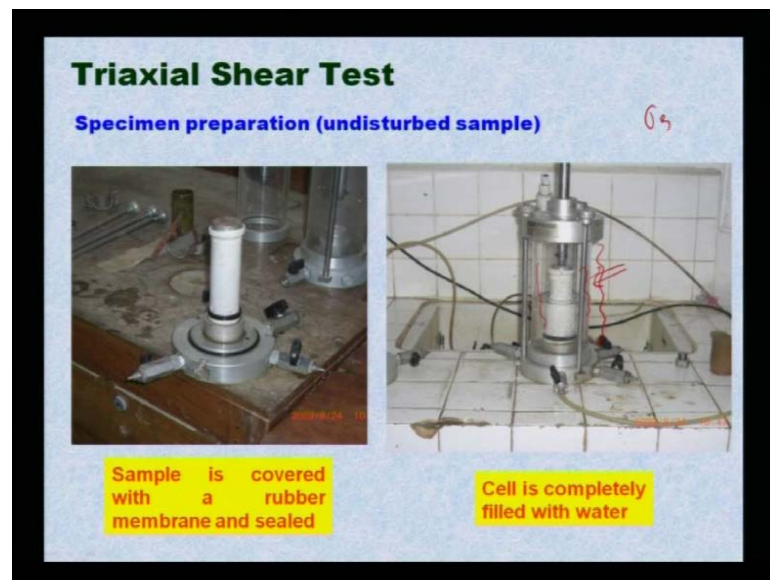 Triaxial Shear Test
Specimen preparation (undisturbed sample)
σ3
Sample is covered
with a rubber
membrane and sealed
Cell is completely
filled with water